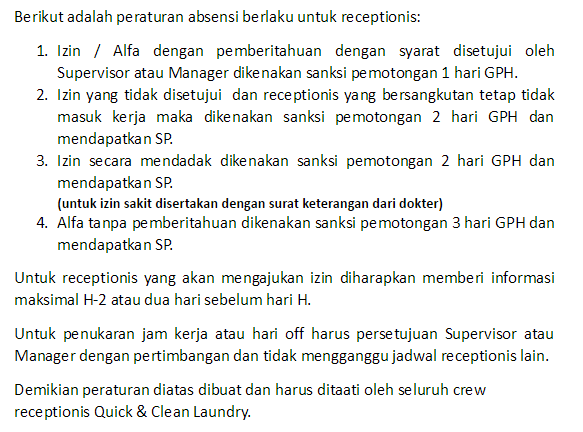 Berikut adalah peraturan absensi berlaku untuk receptionis:
1. Izin / Alfa dengan pemberitahuan dengan syarat disetujui oleh
Supervisor atau Manager dikenakan sanksi pemotongan 1 hari GPH.
2. Izin yang tidak disetujui dan receptionis yang bersangkutan tetap tidak
masuk kerja maka dikenakan sanksi pemotongan 2 hari GPH dan
mendapatkan SP.
3. Izin secara mendadak dikenakan sanksi pemotongan 2 hari GPH dan
mendapatkan SP.
(untuk izin sakit disertakan dengan surat keterangan dari dokter)
4. Alfa tanpa pemberitahuan dikenakan sanksi pemotongan 3 hari GPH dan
mendapatkan SP.
Untuk receptionis yang akan mengajukan izin diharapkan memberi informasi
maksimal H-2 atau dua hari sebelum hari H.
Untuk penukaran jam kerja atau hari off harus persetujuan Supervisor atau
Manager dengan pertimbangan dan tidak mengganggu jadwal receptionis lain.
Demikian peraturan diatas dibuat dan harus ditaati oleh seluruh crew
receptionis Quick & Clean Laundry.